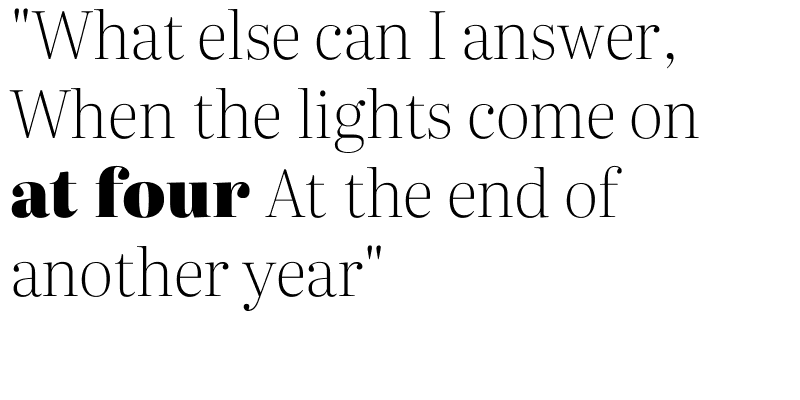 "What else can I answer,
When the lights come on
at four At the end of
another year"